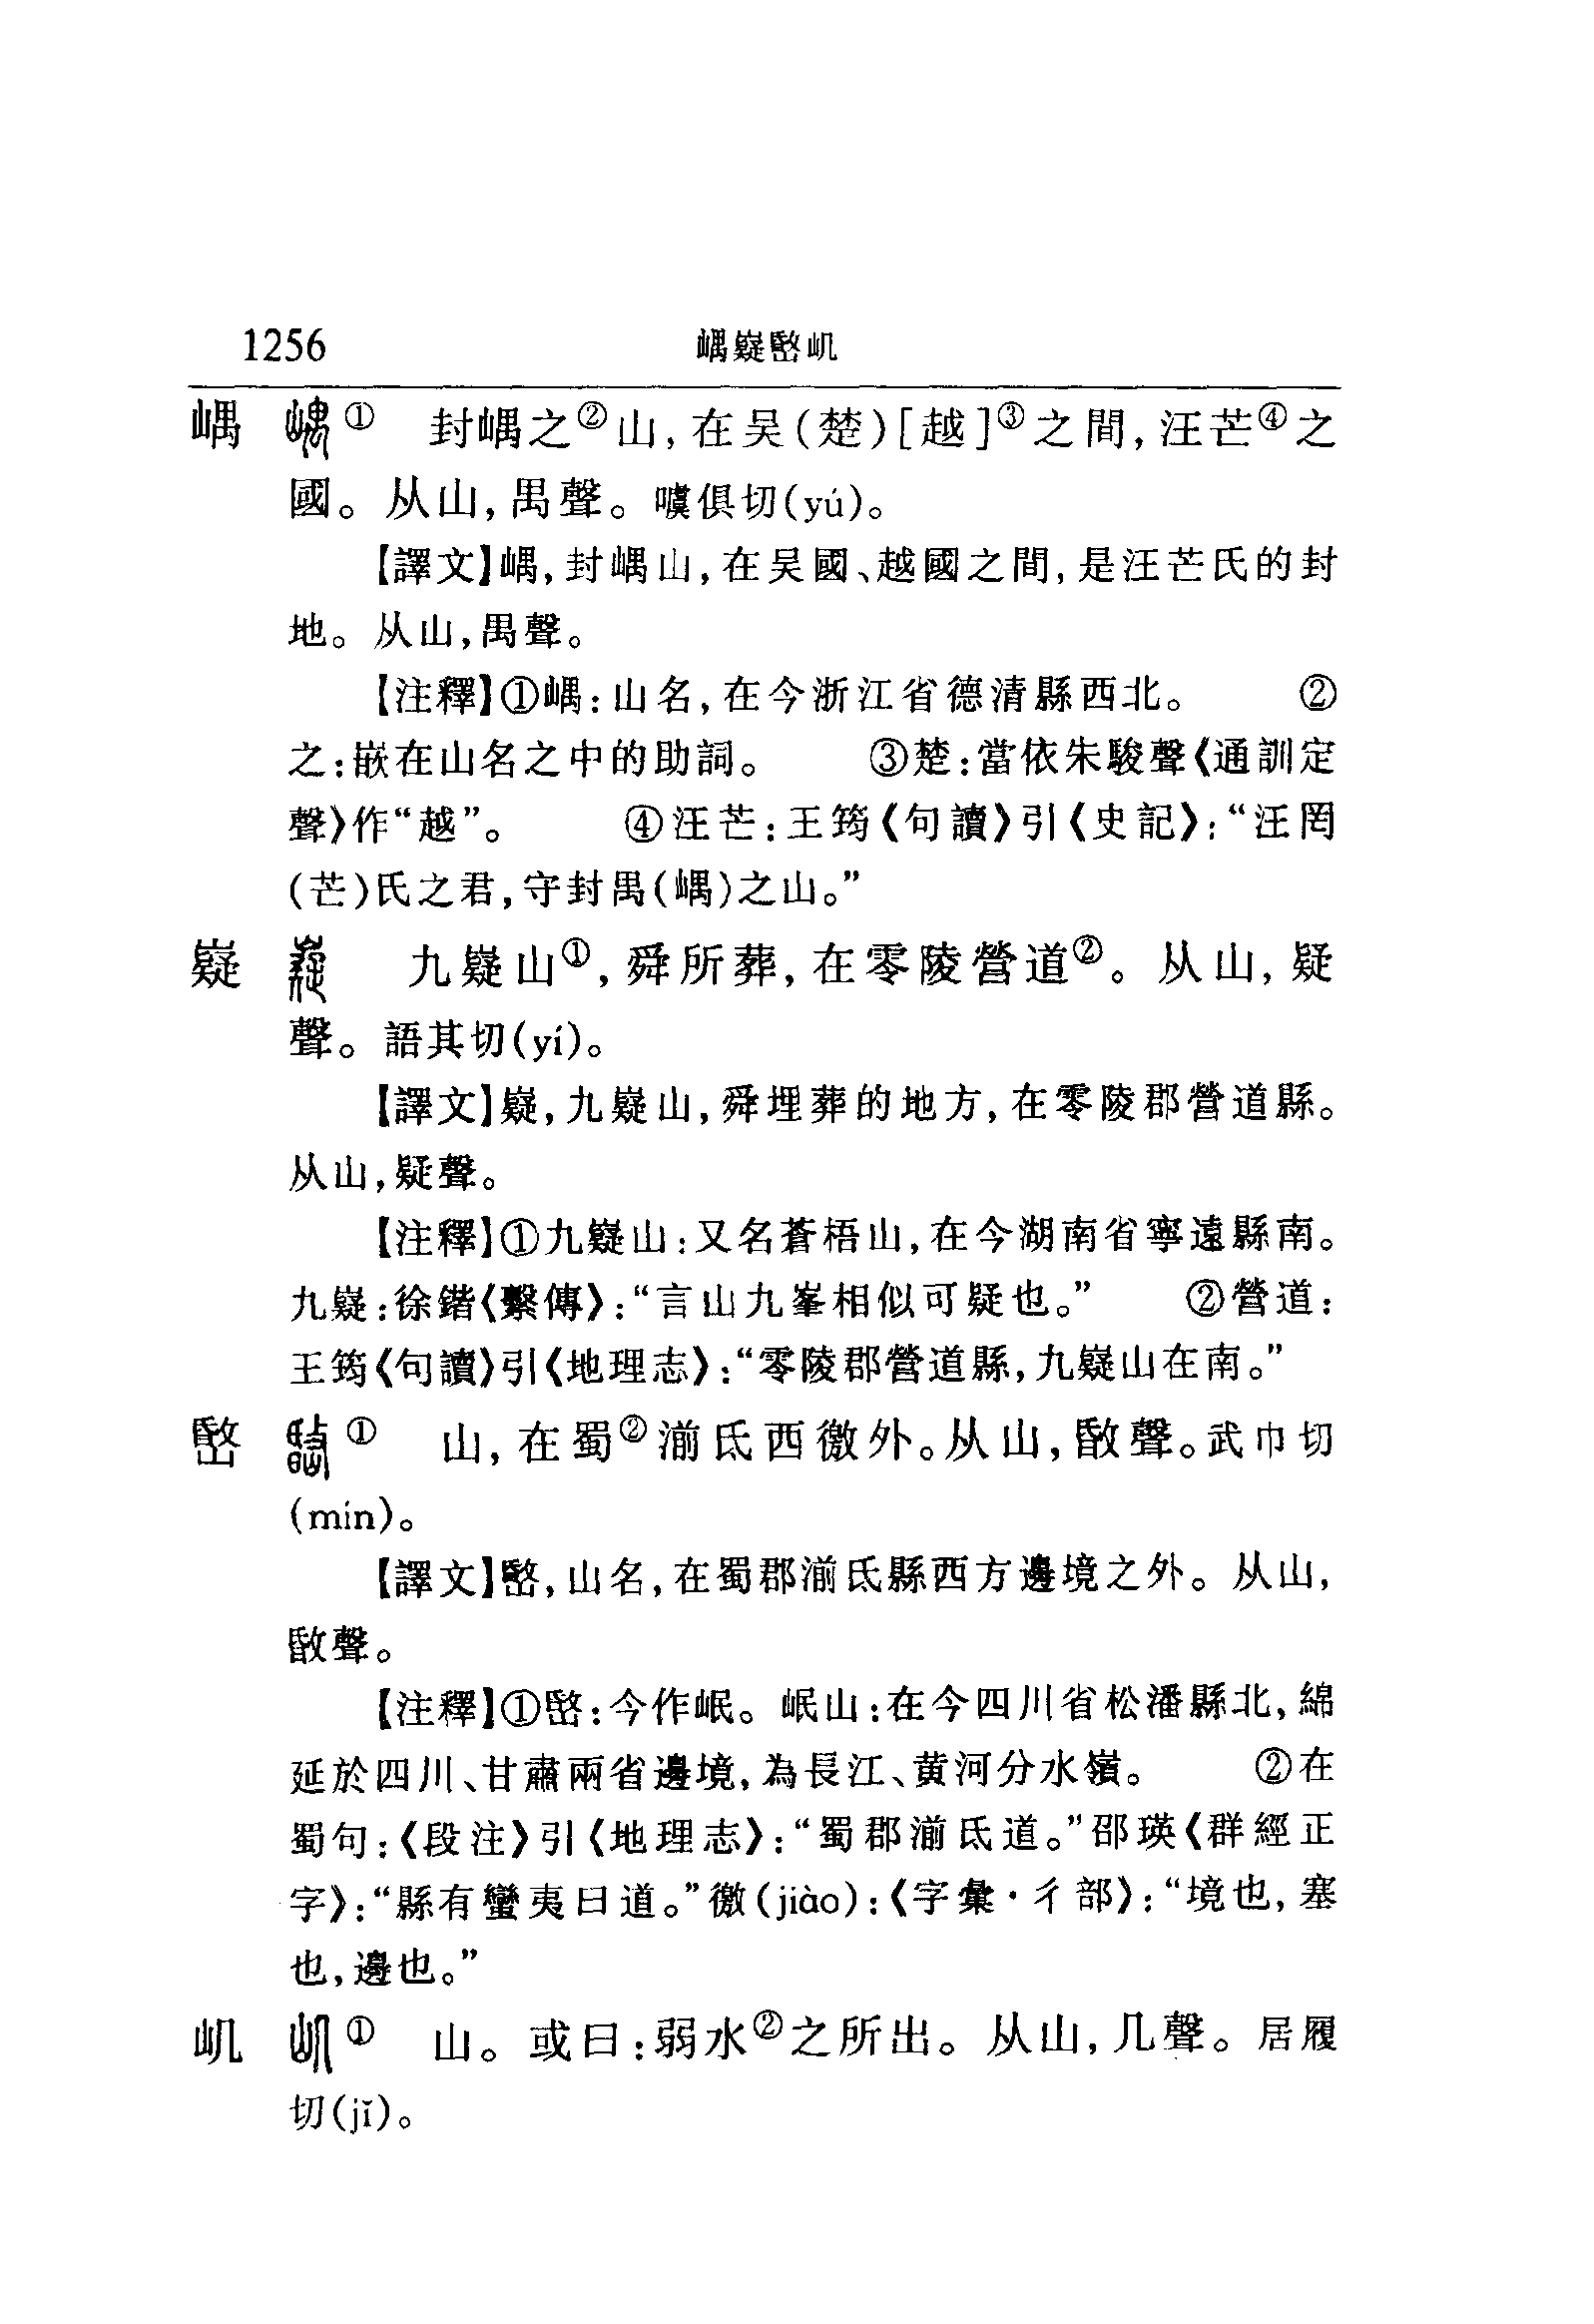 1256 嵎嶷㟭屼
嵎 嵎① 封嵎之②山,在吴(楚)[越]③之間,汪芒④之
國。从山,禺聲。噳俱切(yú)。
【譯文】嵎,封嵎山,在吴國、越國之間,是汪芒氏的封
地。从山,禺聲。
【注釋】①嵎:山名,在今浙江省德清縣西北。 ②
之:嵌在山名之中的助詞。 ③楚:當依朱駿聲《通訓定
聲》作“越”。 ④汪芒:王筠《句讀》引《史記》:“汪罔
(芒)氏之君,守封禺(嵎)之山。”
嶷 嶷 九嶷山①,舜所葬,在零陵營道②。从山,疑
聲。語其切(yí)。
【譯文】嶷,九嶷山,舜埋葬的地方,在零陵郡營道縣。
从山,疑聲。
【注釋】①九嶷山:又名蒼梧山,在今湖南省寧遠縣南。
九嶷:徐鍇《繫傳》:“言山九峯相似可疑也。” ②營道:
王筠《句讀》引《地理志》:“零陵郡營道縣,九嶷山在南。”
㟭 㟭① 山,在蜀②湔氐西徼外。从山,敃聲。武巾切
(mín)。
【譯文】㟭,山名,在蜀郡湔氐縣西方邊境之外。从山,
敃聲。
【注釋】①㟭:今作岷。岷山:在今四川省松潘縣北,綿
延於四川、甘肅兩省邊境,為長江、黄河分水嶺。 ②在
蜀句:《段注》引《地理志》:“蜀郡湔氐道。”邵瑛《群經正
字》:“縣有蠻夷曰道。”徼(jiào):《字彙·彳部》:“境也,塞
也,邊也。”
屼 屼① 山。或曰:弱水②之所出。从山,几聲。居履
切(jǐ)。